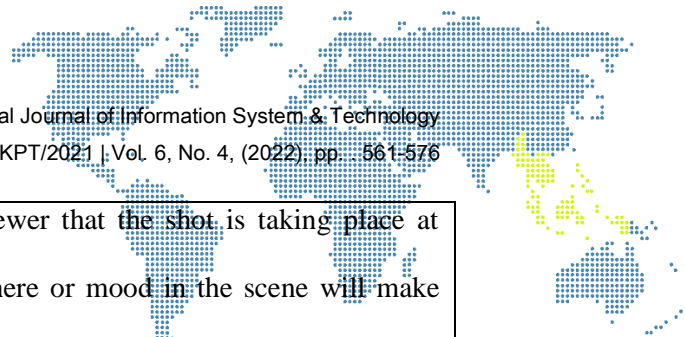 al Journal of Information System & Technology
KPT/2021 | Vol. 6, No. 4, (2022), pp. . 561-576
ewer that the shot is taking place at
here or mood in the scene will make